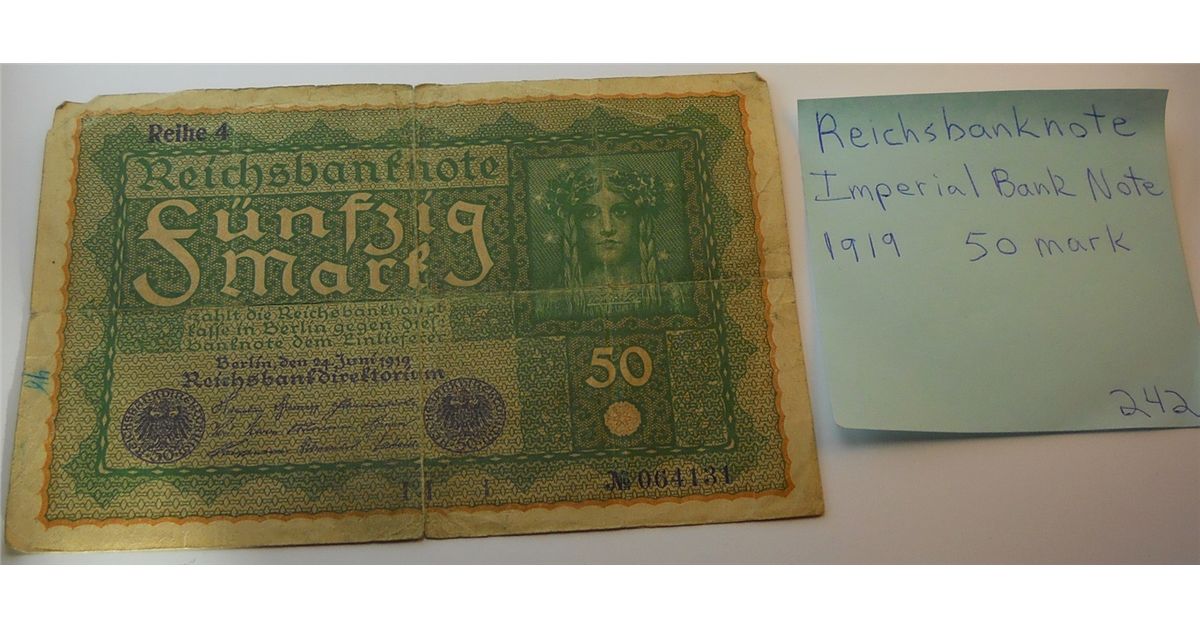 Reihe 4
Reichsbanknote
Fünfzig
Mark
zahlt die Reichsbankhaupt
kasse in Berlin gegen diese
banknote dem Einlieferer
Berlin, den 24. Juni 1919
Reichsbankdirektorium
50
№ 064131
Reichsbanknote
Imperial Bank Note
1919 50 mark
242